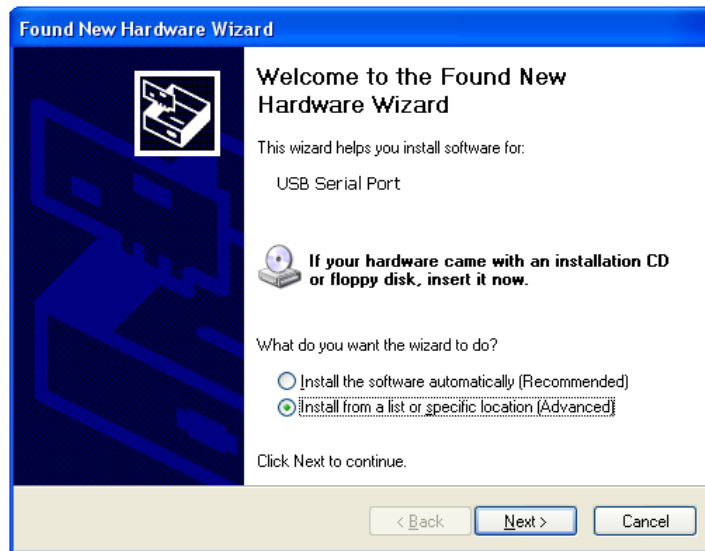 Found New Hardware Wizard
Welcome to the Found New
Hardware Wizard
This wizard helps you install software for:
USB Serial Port
If your hardware came with an installation CD
or floppy disk, insert it now.
What do you want the wizard to do?
Install the software automatically (Recommended)
Install from a list or specific location (Advanced)
Click Next to continue.
< Back
Next >
Cancel